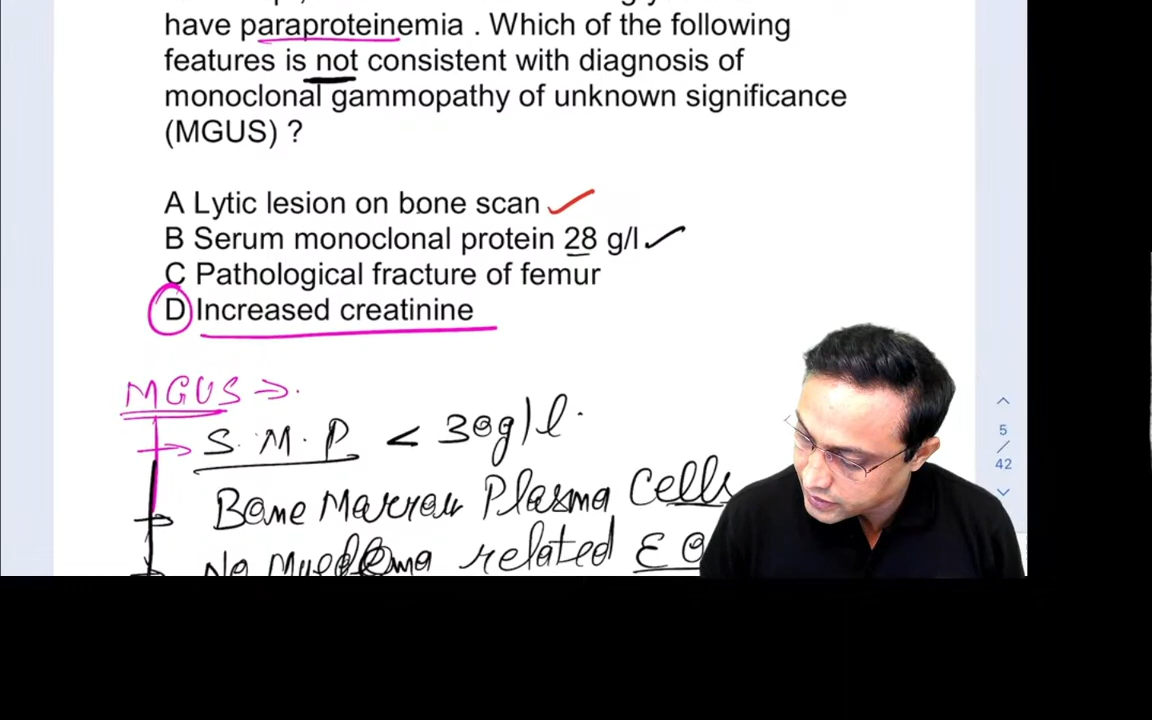 have paraproteinemia . Which of the following
features is not consistent with diagnosis of
monoclonal gammopathy of unknown significance
(MGUS) ?
A Lytic lesion on bone scan
B Serum monoclonal protein 28 g/l
C Pathological fracture of femur
D Increased creatinine
MGUS →
→ S.M.P < 30g/l.
→ Bone Marrow Plasma Cells
→ No Myeloma related E O
5
/
42